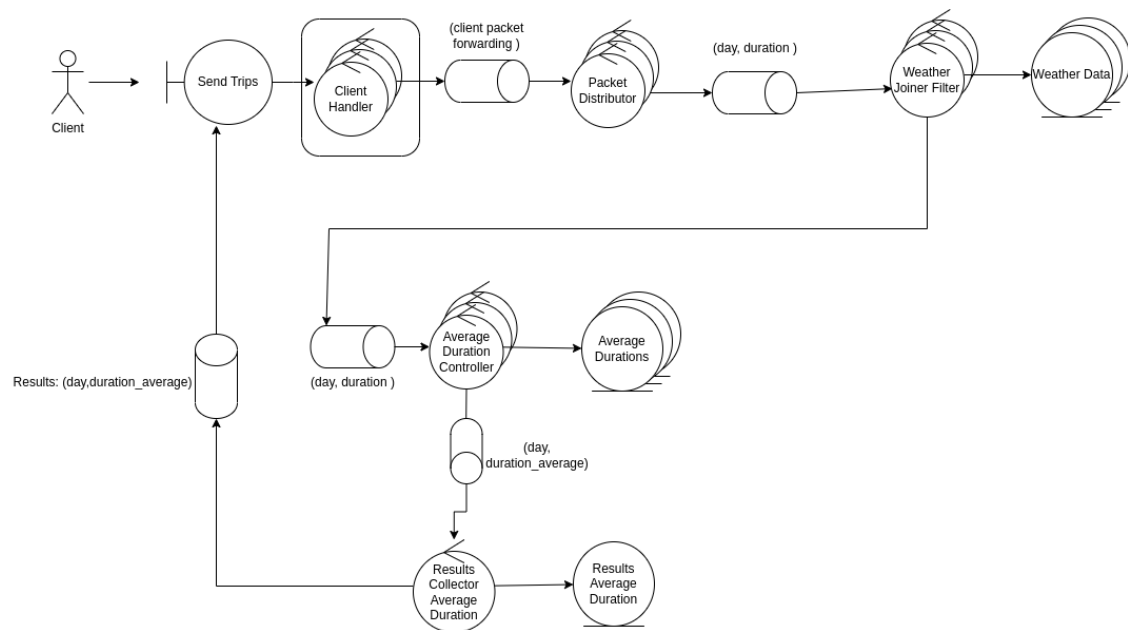 (client packet
forwarding )
(day, duration )
Send Trips
Client
Handler
Packet
Distributor
Weather
Joiner Filter
Weather Data
Client
Average
Duration
Controller
Average
Durations
(day, duration )
Results: (day,duration_average)
(day,
duration_average)
Results
Collector
Average
Duration
Results
Average
Duration